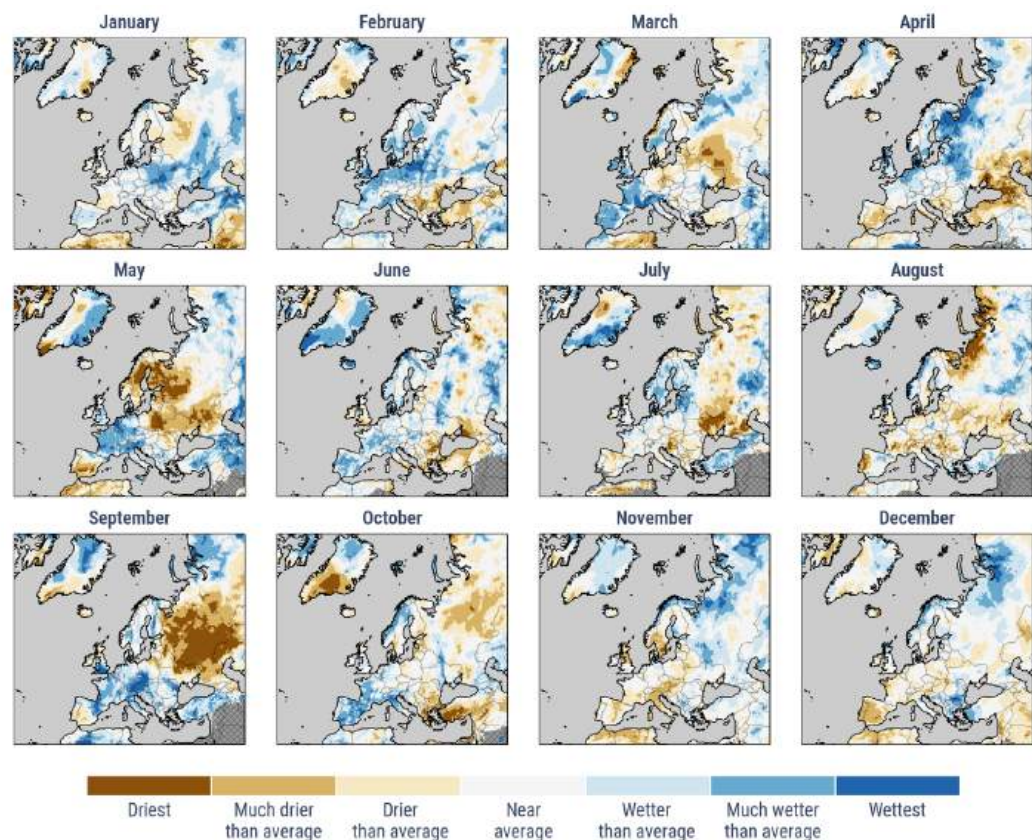 January February March April
May June July August
September October November December
Driest Much drier than average Drier than average Near average Wetter than average Much wetter than average Wettest